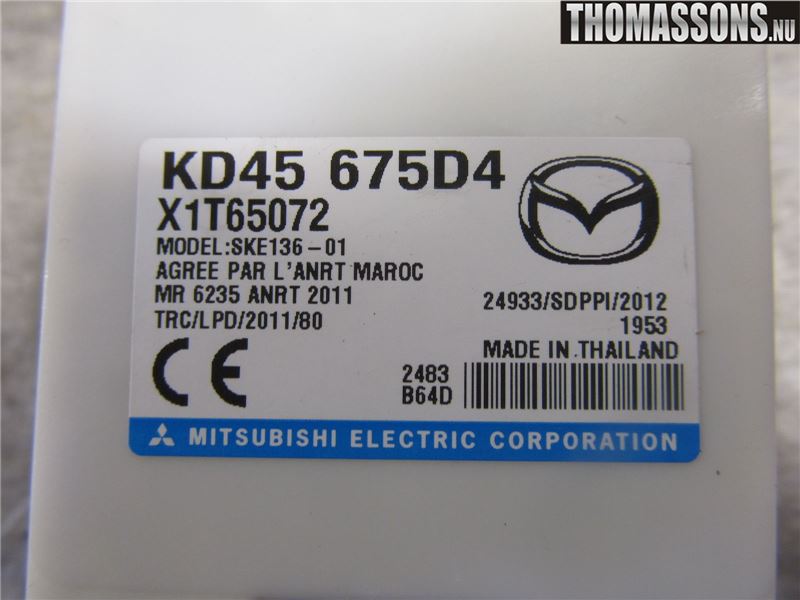 THOMASSONS.NU
KD45 675D4
X1T65072
MODEL:SKE136-01
AGREE PAR L'ANRT MAROC
MR 6235 ANRT 2011
TRC/LPD/2011/80
24933/SDPPI/2012
1953
MADE IN THAILAND
CE
2483
B64D
MITSUBISHI ELECTRIC CORPORATION